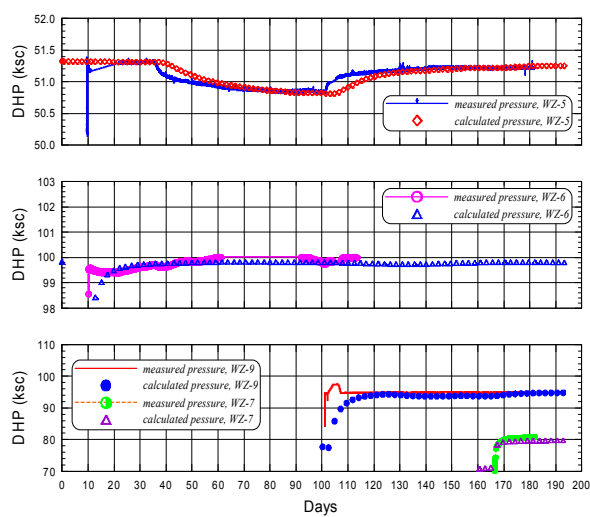 52.0
51.5
51.0
50.5
50.0
DHP (ksc)
measured pressure, WZ-5
calculated pressure, WZ-5
103
102
101
100
99
98
DHP (ksc)
measured pressure, WZ-6
calculated pressure, WZ-6
110
100
90
80
70
DHP (ksc)
measured pressure, WZ-9
calculated pressure, WZ-9
measured pressure, WZ-7
calculated pessure, WZ-7
0 10 20 30 40 50 60 70 80 90 100 110 120 130 140 150 160 170 180 190 200
Days